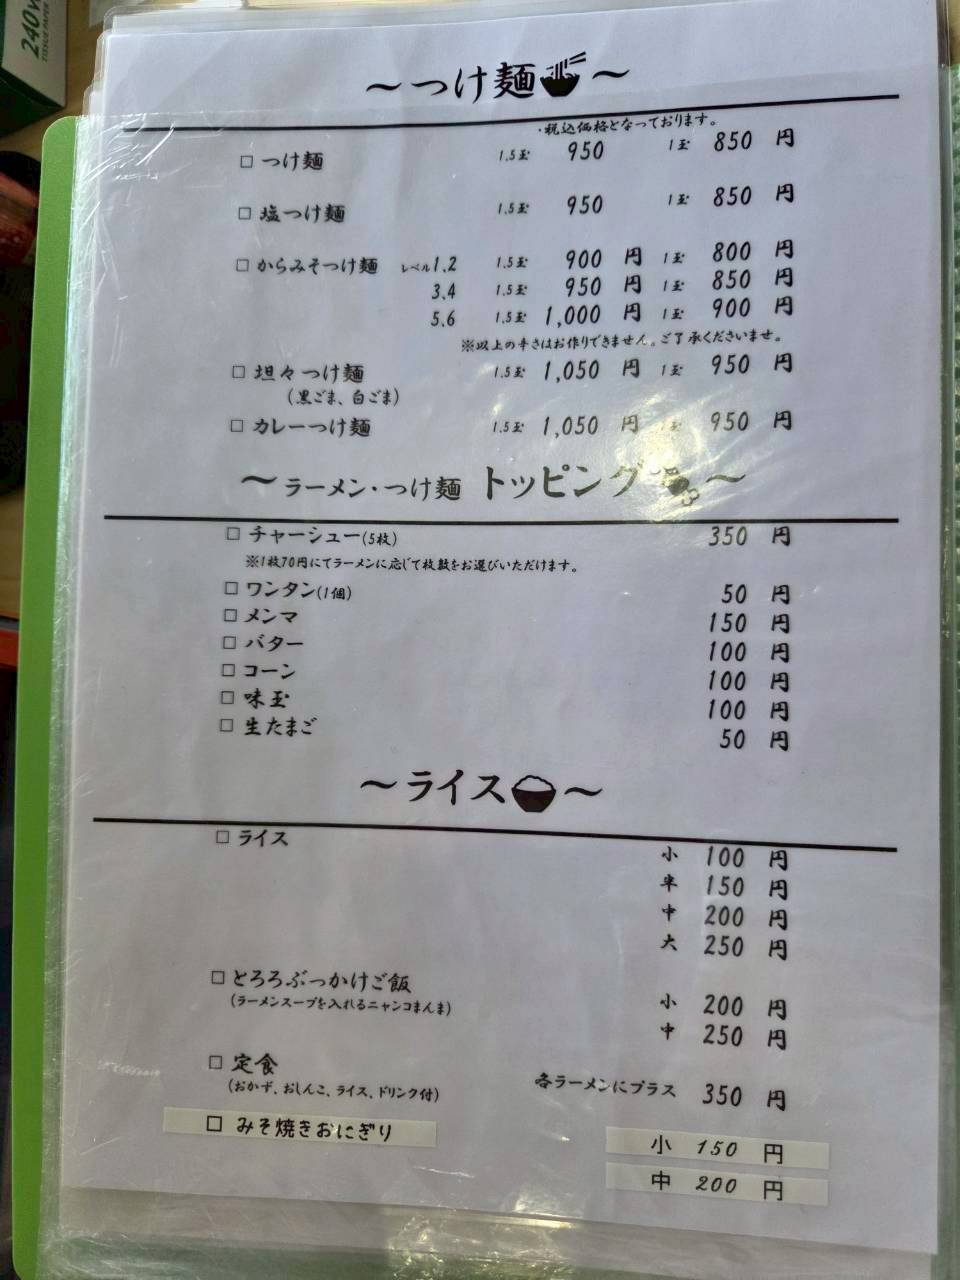 240W
TISSUE PAPER
～つけ麺～
・税込価格となっております。
□ つけ麺 1.5玉 950 1玉 850 円
□ 塩つけ麺 1.5玉 950 1玉 850 円
□ からみそつけ麺 レベル1.2 1.5玉 900 円 1玉 800 円
3.4 1.5玉 950 円 1玉 850 円
5.6 1.5玉 1,000 円 1玉 900 円
※以上の辛さはお作りできません。ご了承くださいませ。
□ 坦々つけ麺 1.5玉 1,050 円 1玉 950 円
(黒ごま、白ごま)
□ カレーつけ麺 1.5玉 1,050 円 1玉 950 円
～ラーメン・つけ麺 トッピング～
□ チャーシュー(5枚) 350 円
※1枚70円にてラーメンに応じて枚数をお選びいただけます。
□ ワンタン(1個) 50 円
□ メンマ 150 円
□ バター 100 円
□ コーン 100 円
□ 味玉 100 円
□ 生たまご 50 円
～ライス～
□ ライス 小 100 円
半 150 円
中 200 円
大 250 円
□ とろろぶっかけご飯
(ラーメンスープを入れるニャンコまんま) 小 200 円
中 250 円
□ 定食
(おかず、おしんこ、ライス、ドリンク付) 各ラーメンにプラス 350 円
□ みそ焼きおにぎり 小 150 円
中 200 円